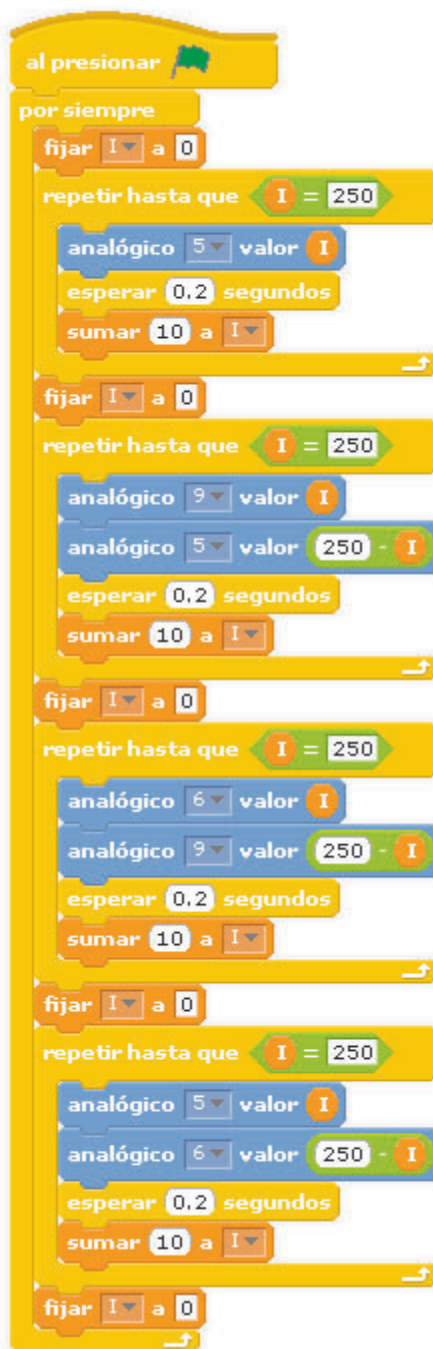 al presionar
por siempre
fijar I a 0
repetir hasta que I = 250
analógico 5 valor I
esperar 0.2 segundos
sumar 10 a I
fijar I a 0
repetir hasta que I = 250
analógico 9 valor I
analógico 5 valor 250 - I
esperar 0.2 segundos
sumar 10 a I
fijar I a 0
repetir hasta que I = 250
analógico 6 valor I
analógico 9 valor 250 - I
esperar 0.2 segundos
sumar 10 a I
fijar I a 0
repetir hasta que I = 250
analógico 5 valor I
analógico 6 valor 250 - I
esperar 0.2 segundos
sumar 10 a I
fijar I a 0